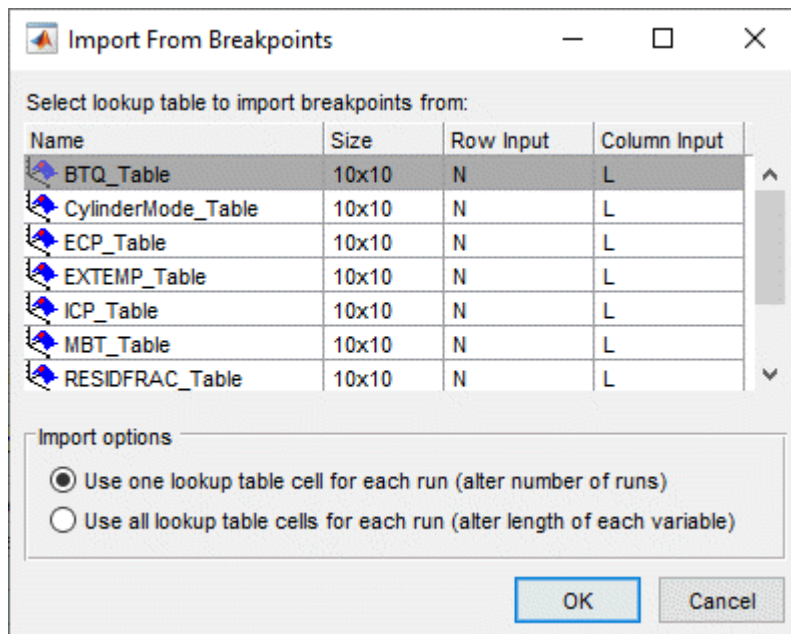 Import From Breakpoints
Select lookup table to import breakpoints from:
Name Size Row Input Column Input
BTQ_Table 10x10 N L
CylinderMode_Table 10x10 N L
ECP_Table 10x10 N L
EXTEMP_Table 10x10 N L
ICP_Table 10x10 N L
MBT_Table 10x10 N L
RESIDFRAC_Table 10x10 N L
Import options
Use one lookup table cell for each run (alter number of runs)
Use all lookup table cells for each run (alter length of each variable)
OK Cancel